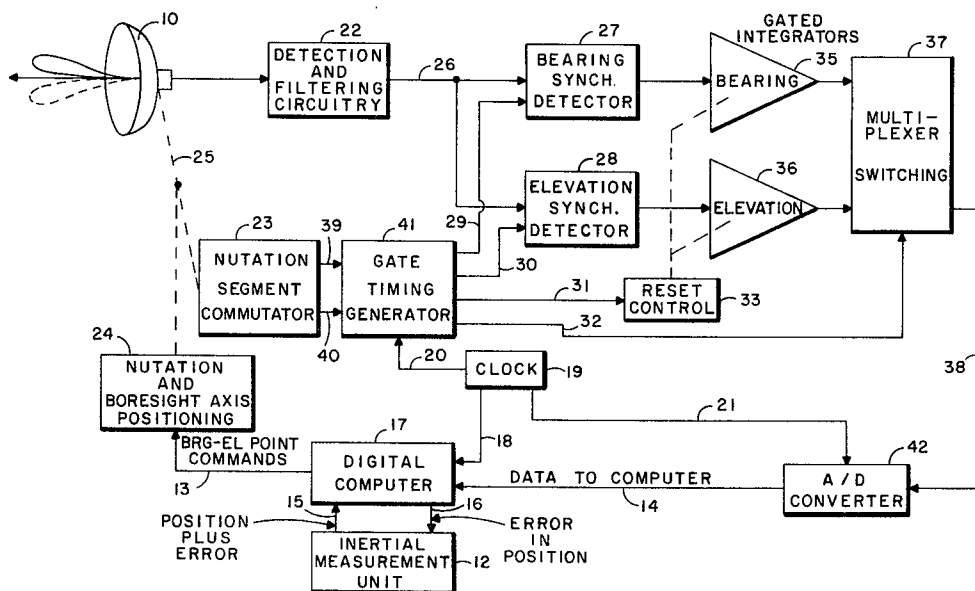 10
22
DETECTION
AND
FILTERING
CIRCUITRY
26
27
BEARING
SYNCH.
DETECTOR
GATED
INTEGRATORS
35
BEARING
37
MULTI-
PLEXER
SWITCHING
25
28
ELEVATION
SYNCH.
DETECTOR
29
30
36
ELEVATION
23
NUTATION
SEGMENT
COMMUTATOR
39
40
41
GATE
TIMING
GENERATOR
31
32
RESET
CONTROL
33
24
NUTATION AND
BORESIGHT AXIS
POSITIONING
20
CLOCK
19
38
21
18
BRG-EL POINT
COMMANDS
13
17
DIGITAL
COMPUTER
DATA TO COMPUTER
14
42
A/D
CONVERTER
15
16
POSITION
PLUS
ERROR
ERROR
IN
POSITION
INERTIAL
MEASUREMENT
UNIT
12